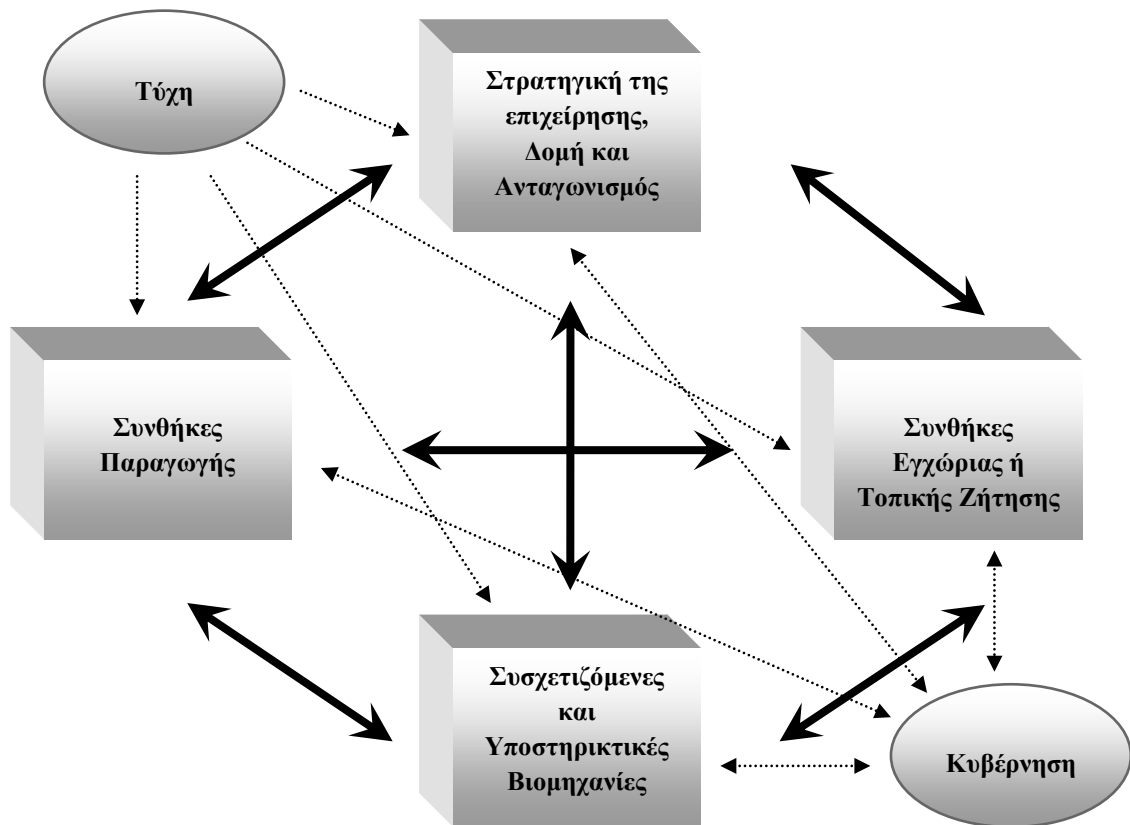 Τύχη
Στρατηγική της
επιχείρησης,
Δομή και
Ανταγωνισμός
Συνθήκες
Παραγωγής
Συνθήκες
Εγχώριας ή
Τοπικής Ζήτησης
Συσχετιζόμενες
και
Υποστηρικτικές
Βιομηχανίες
Κυβέρνηση